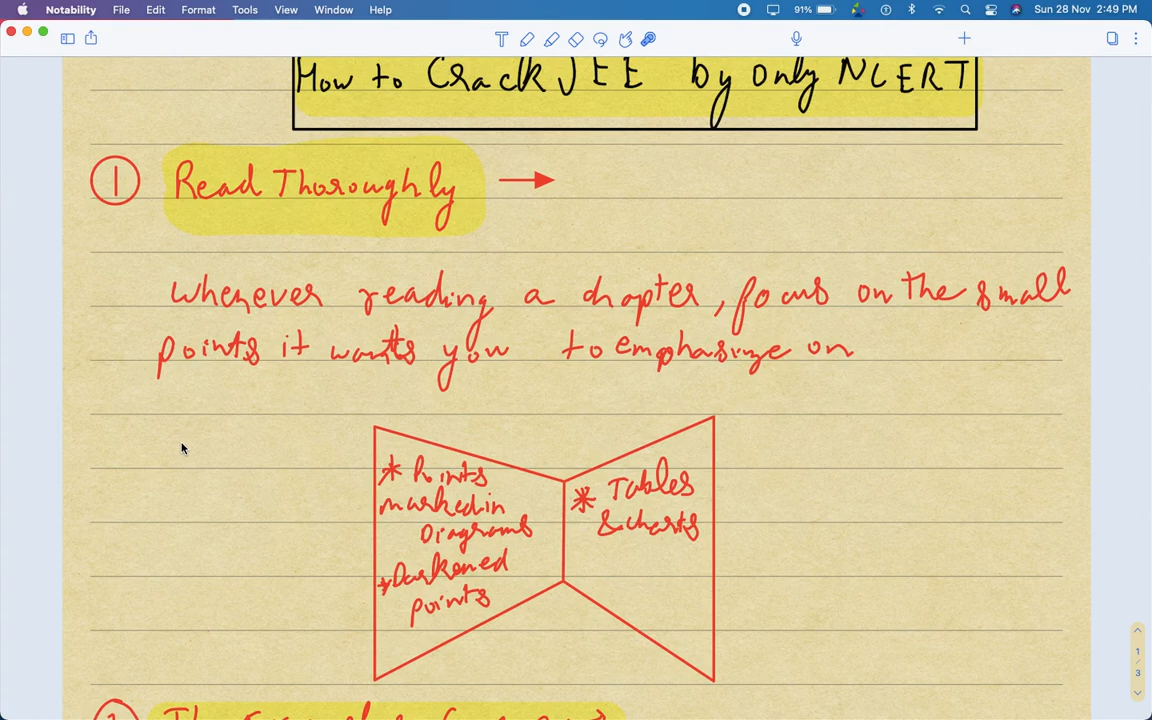 Notability File Edit Format Tools View Window Help 91% Sun 28 Nov 2:49 PM
How to Crack JEE by only NCERT
1 Read Thoroughly →
Whenever reading a chapter, focus on the small
points it wants you to emphasize on
* Points
marked in
Diagrams
* Darkened
points
* Tables
& charts
1
/
3